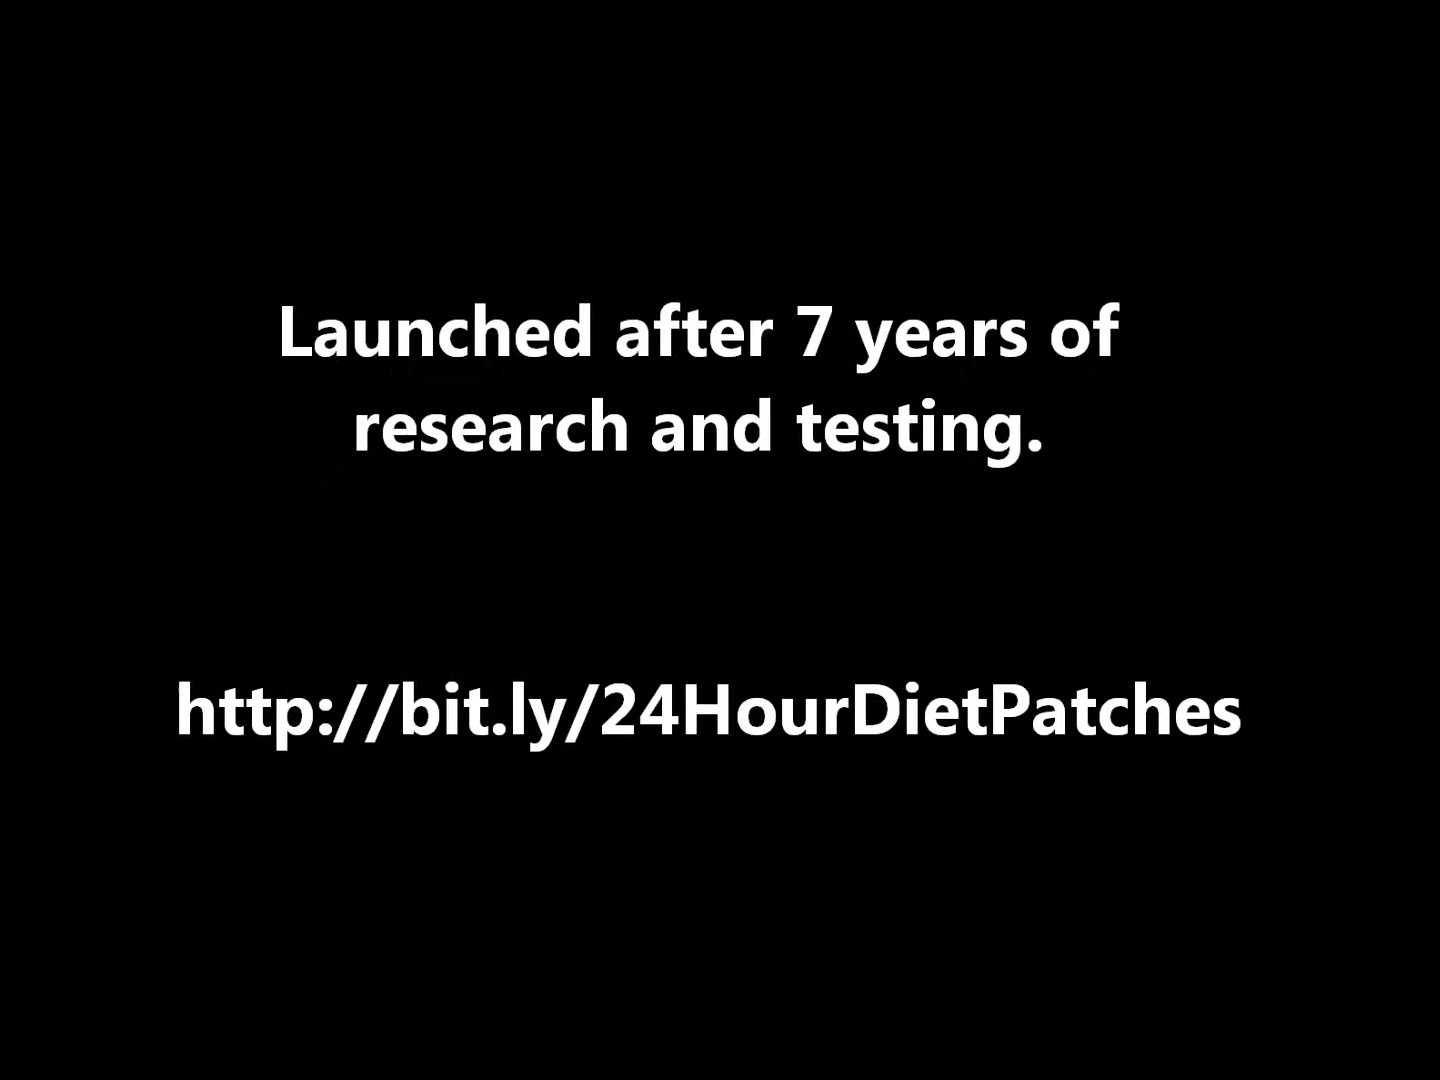 Launched after 7 years of
research and testing.
http://bit.ly/24HourDietPatches